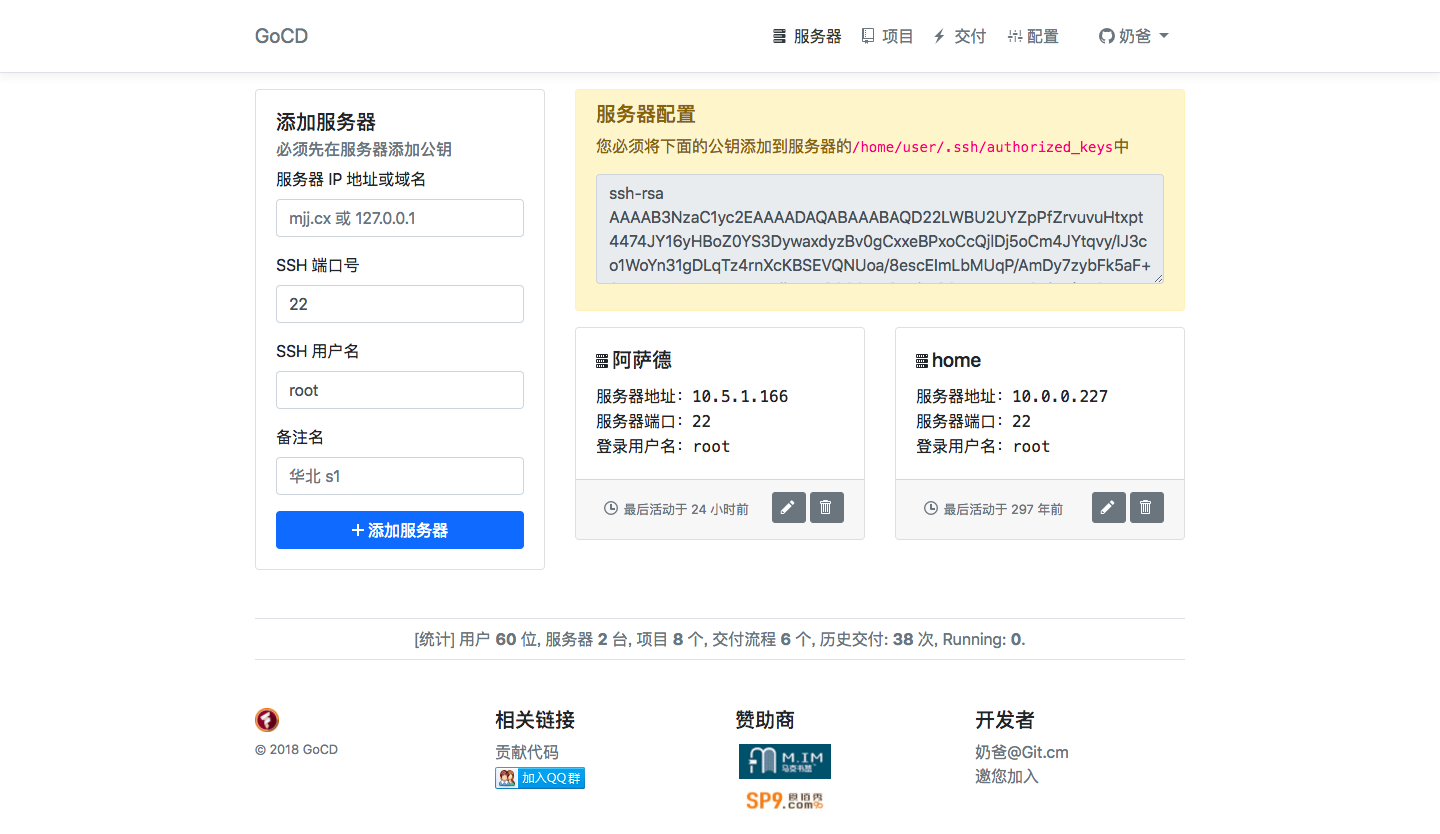 GoCD
服务器 项目 交付 配置 奶爸
添加服务器
必须先在服务器添加公钥
服务器 IP 地址或域名
mjj.cx 或 127.0.0.1
SSH 端口号
22
SSH 用户名
root
备注名
华北 s1
添加服务器
服务器配置
您必须将下面的公钥添加到服务器的/home/user/.ssh/authorized_keys中
ssh-rsa
AAAAB3NzaC1yc2EAAAADAQABAAABAQD22LWBU2UYZpPfZrvuvuHtxpt
4474JY16yHBoZ0YS3DywaxdyzBv0gCxxeBPxoCcQjlDj5oCm4JYtqvy/lJ3c
o1WoYn31gDLqTz4rnXcKBSEVQNUoa/8escEImLbMUqP/AmDy7zybFk5aF+
阿萨德
服务器地址：10.5.1.166
服务器端口：22
登录用户名：root
最后活动于 24 小时前
home
服务器地址：10.0.0.227
服务器端口：22
登录用户名：root
最后活动于 297 年前
[统计] 用户 60 位, 服务器 2 台, 项目 8 个, 交付流程 6 个, 历史交付: 38 次, Running: 0.
© 2018 GoCD
相关链接
贡献代码
加入QQ群
赞助商
M.IM
SP9
.com
开发者
奶爸@Git.cm
邀您加入